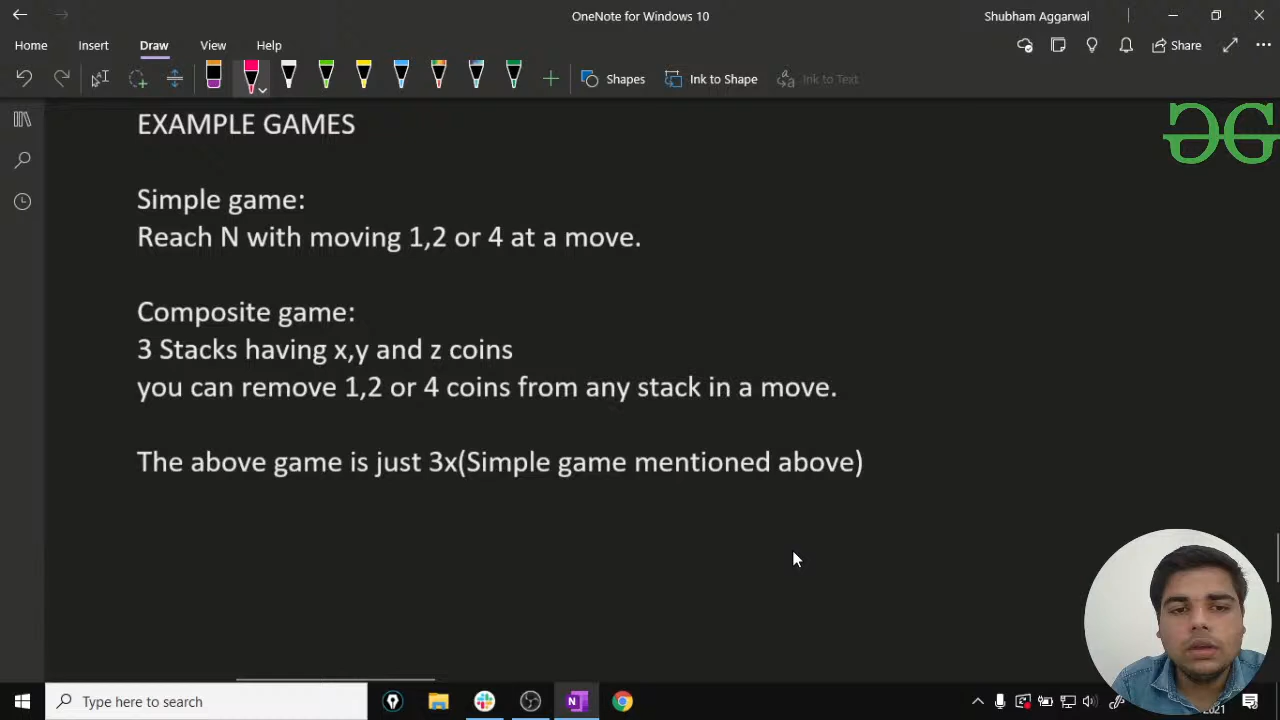 OneNote for Windows 10
Shubham Aggarwal
Home Insert Draw View Help
Share
Shapes
Ink to Shape
Ink to Text
EXAMPLE GAMES
Simple game:
Reach N with moving 1,2 or 4 at a move.
Composite game:
3 Stacks having x,y and z coins
you can remove 1,2 or 4 coins from any stack in a move.
The above game is just 3x(Simple game mentioned above)
Type here to search